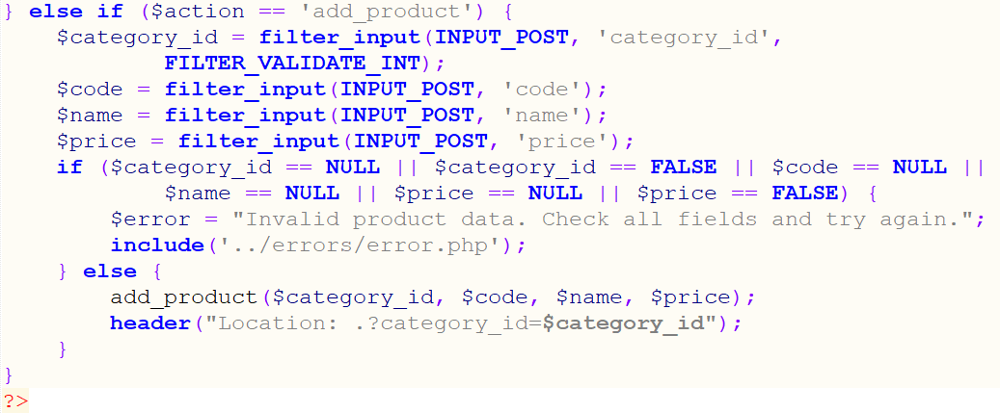 } else if ($action == 'add_product') {
    $category_id = filter_input(INPUT_POST, 'category_id',
            FILTER_VALIDATE_INT);
    $code = filter_input(INPUT_POST, 'code');
    $name = filter_input(INPUT_POST, 'name');
    $price = filter_input(INPUT_POST, 'price');
    if ($category_id == NULL || $category_id == FALSE || $code == NULL ||
            $name == NULL || $price == NULL || $price == FALSE) {
        $error = "Invalid product data. Check all fields and try again.";
        include('../errors/error.php');
    } else {
        add_product($category_id, $code, $name, $price);
        header("Location: .?category_id=$category_id");
    }
}
?>